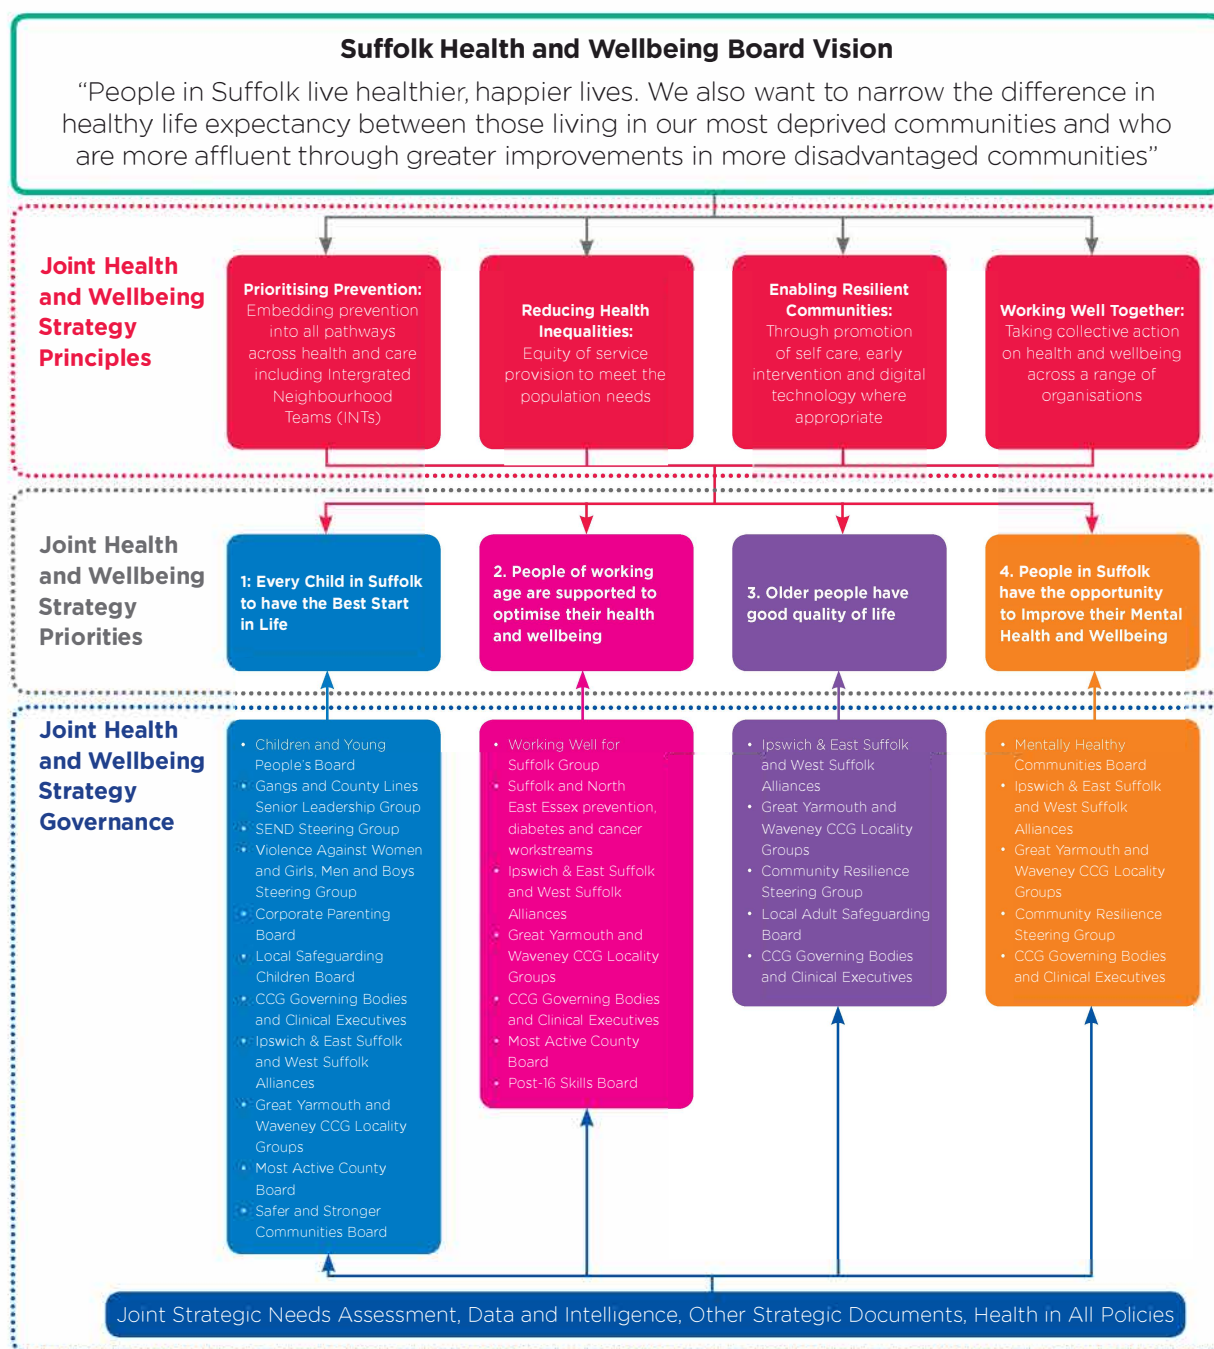 Suffolk Health and Wellbeing Board Vision
“People in Suffolk live healthier, happier lives. We also want to narrow the difference in
healthy life expectancy between those living in our most deprived communities and who
are more affluent through greater improvements in more disadvantaged communities”
Joint Health
and Wellbeing
Strategy
Principles
Prioritising Prevention:
Embedding prevention
into all pathways
across health and care
including Intergrated
Neighbourhood
Teams (INTs)
Reducing Health
Inequalities:
Equity of service
provision to meet the
population needs
Enabling Resilient
Communities:
Through promotion
of self care, early
intervention and digital
technology where
appropriate
Working Well Together:
Taking collective action
on health and wellbeing
across a range of
organisations
Joint Health
and Wellbeing
Strategy
Priorities
1: Every Child in Suffolk
to have the Best Start
in Life
2. People of working
age are supported to
optimise their health
and wellbeing
3. Older people have
good quality of life
4. People in Suffolk
have the opportunity
to Improve their Mental
Health and Wellbeing
Joint Health
and Wellbeing
Strategy
Governance
• Children and Young
People’s Board
• Gangs and County Lines
Senior Leadership Group
• SEND Steering Group
• Violence Against Women
and Girls, Men and Boys
Steering Group
• Corporate Parenting
Board
• Local Safeguarding
Children Board
• CCG Governing Bodies
and Clinical Executives
• Ipswich & East Suffolk
and West Suffolk
Alliances
• Great Yarmouth and
Waveney CCG Locality
Groups
• Most Active County
Board
• Safer and Stronger
Communities Board
• Working Well for
Suffolk Group
• Suffolk and North
East Essex prevention,
diabetes and cancer
workstreams
• Ipswich & East Suffolk
and West Suffolk
Alliances
• Great Yarmouth and
Waveney CCG Locality
Groups
• CCG Governing Bodies
and Clinical Executives
• Most Active County
Board
• Post-16 Skills Board
• Ipswich & East Suffolk
and West Suffolk
Alliances
• Great Yarmouth and
Waveney CCG Locality
Groups
• Community Resilience
Steering Group
• Local Adult Safeguarding
Board
• CCG Governing Bodies
and Clinical Executives
• Mentally Healthy
Communities Board
• Ipswich & East Suffolk
and West Suffolk
Alliances
• Great Yarmouth and
Waveney CCG Locality
Groups
• Community Resilience
Steering Group
• CCG Governing Bodies
and Clinical Executives
Joint Strategic Needs Assessment, Data and Intelligence, Other Strategic Documents, Health in All Policies